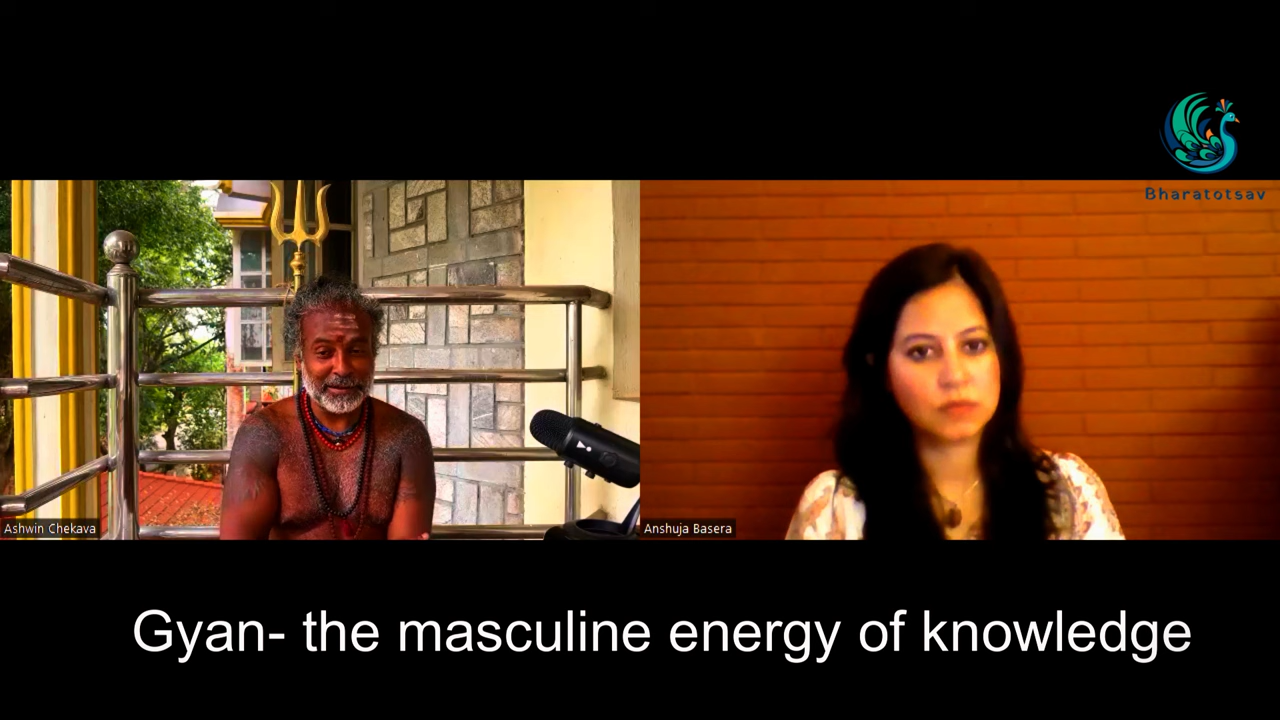 Bharatotsav
Ashwin Chekava
Anshuja Basera
Gyan- the masculine energy of knowledge